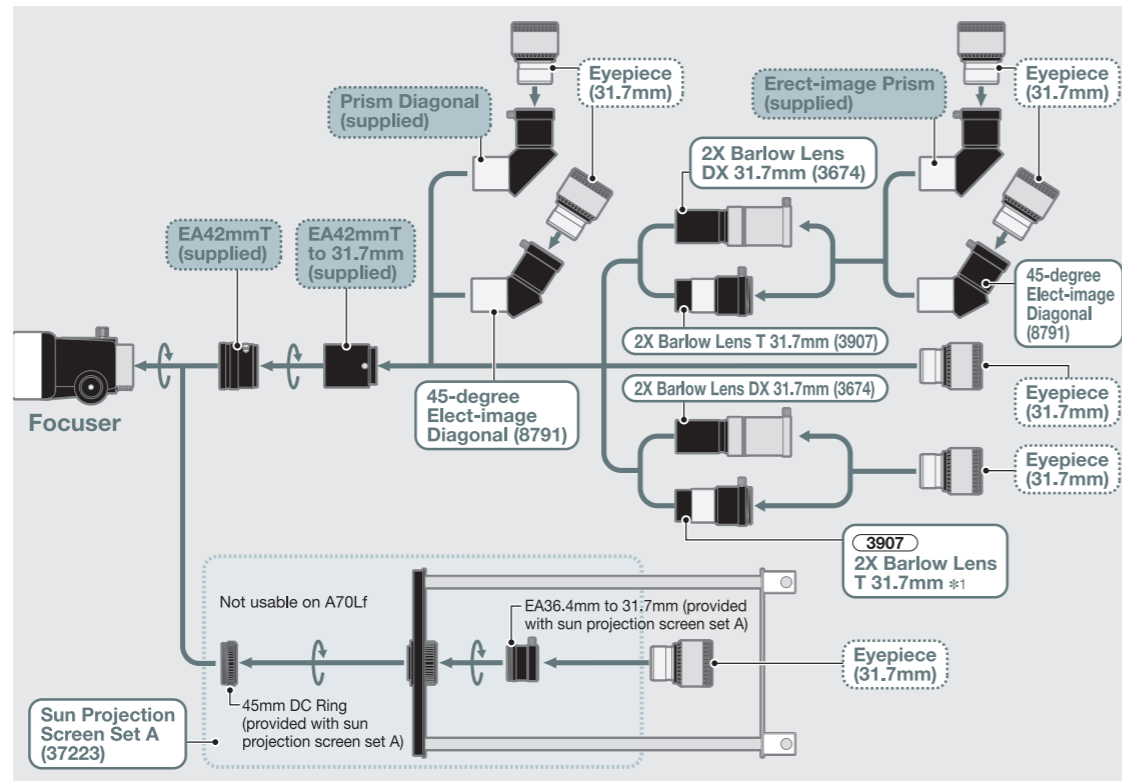 Eyepiece
(31.7mm)
Prism Diagonal
(supplied)
Erect-image Prism
(supplied)
Eyepiece
(31.7mm)
2X Barlow Lens
DX 31.7mm (3674)
EA42mmT
(supplied)
EA42mmT
to 31.7mm
(supplied)
45-degree
Elect-image
Diagonal
(8791)
2X Barlow Lens T 31.7mm (3907)
Focuser
45-degree
Elect-image
Diagonal (8791)
2X Barlow Lens DX 31.7mm (3674)
Eyepiece
(31.7mm)
Eyepiece
(31.7mm)
3907
2X Barlow Lens
T 31.7mm ※1
Not usable on A70Lf
EA36.4mm to 31.7mm (provided
with sun projection screen set A)
Eyepiece
(31.7mm)
45mm DC Ring
(provided with sun
projection screen set A)
Sun Projection
Screen Set A
(37223)